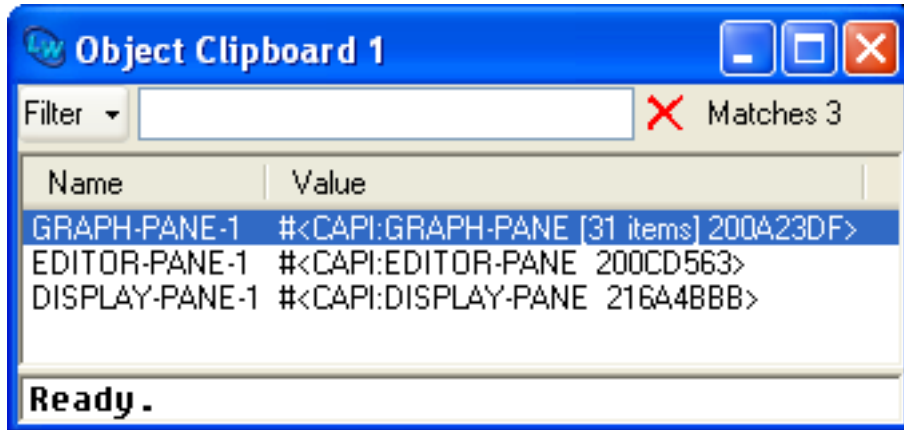 Object Clipboard 1
Filter Matches 3
Name Value
GRAPH-PANE-1 #<CAPI:GRAPH-PANE [31 items] 200A23DF>
EDITOR-PANE-1 #<CAPI:EDITOR-PANE 200CD563>
DISPLAY-PANE-1 #<CAPI:DISPLAY-PANE 216A4BBB>
Ready.